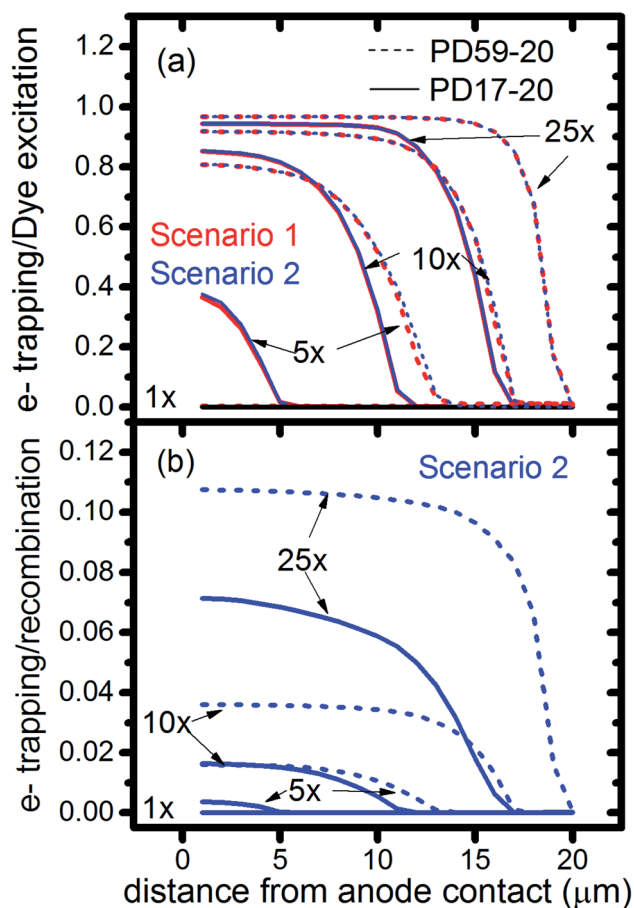 (a)
PD59-20
PD17-20
25x
Scenario 1
Scenario 2
10x
5x
1x
e- trapping/Dye excitation
1.2
1.0
0.8
0.6
0.4
0.2
0.0
(b)
Scenario 2
25x
10x
5x
1x
e- trapping/recombination
0.12
0.10
0.08
0.06
0.04
0.02
0.00
0 5 10 15 20
distance from anode contact (μm)